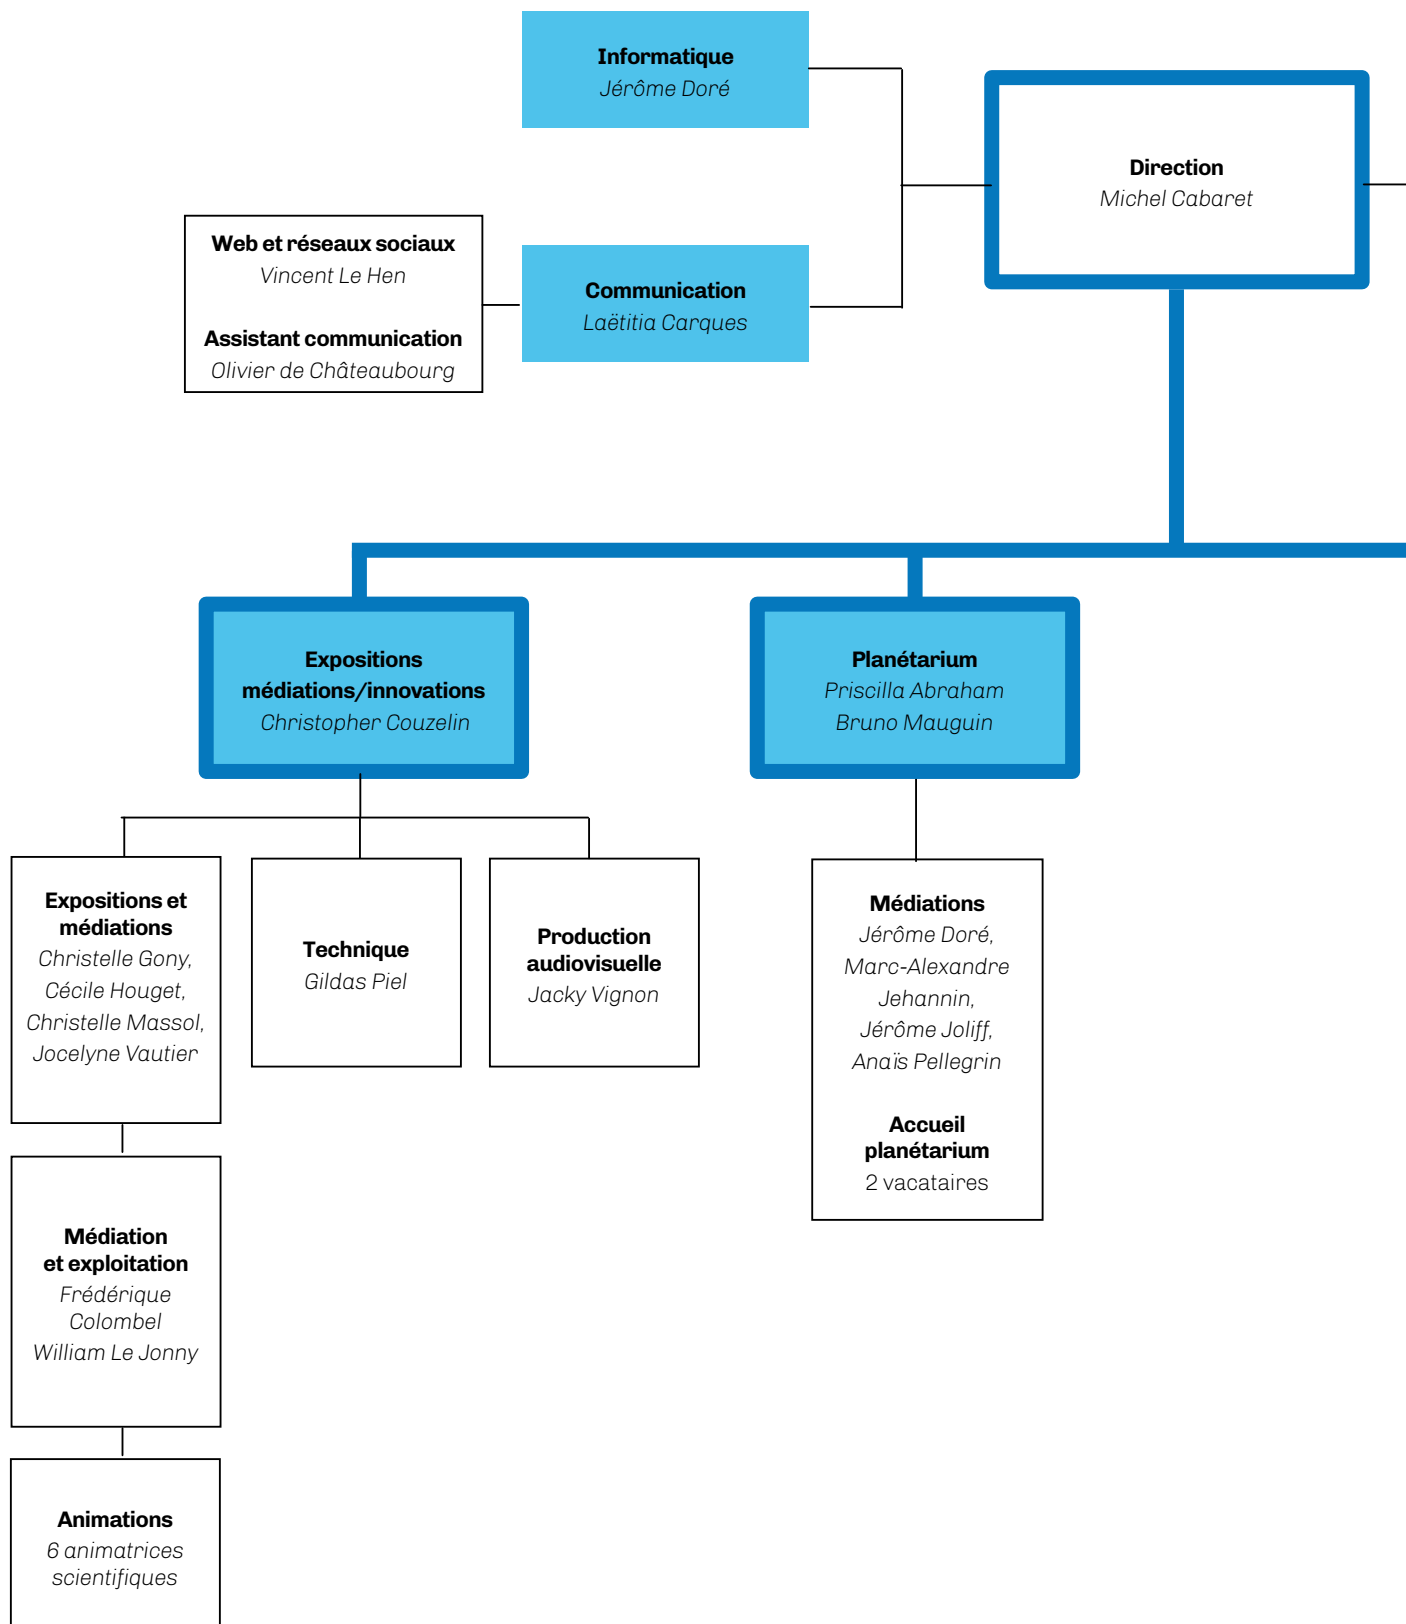 Informatique
Jérôme Doré
Direction
Michel Cabaret
Web et réseaux sociaux
Vincent Le Hen
Assistant communication
Olivier de Châteaubourg
Communication
Laëtitia Carques
Expositions
médiations/innovations
Christopher Couzelin
Planétarium
Priscilla Abraham
Bruno Mauguin
Expositions et
médiations
Christelle Gony,
Cécile Houget,
Christelle Massol,
Jocelyne Vautier
Technique
Gildas Piel
Production
audiovisuelle
Jacky Vignon
Médiations
Jérôme Doré,
Marc-Alexandre
Jehannin,
Jérôme Joliff,
Anaïs Pellegrin
Accueil
planétarium
2 vacataires
Médiation
et exploitation
Frédérique
Colombel
William Le Jonny
Animations
6 animatrices
scientifiques